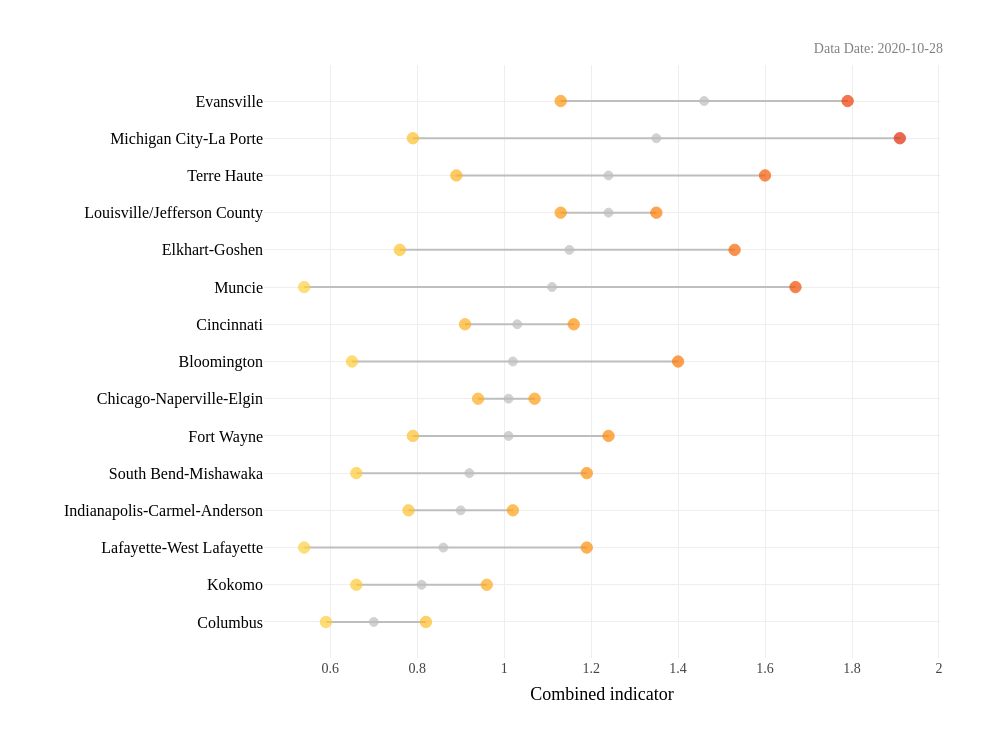 Data Date: 2020-10-28
Evansville
Michigan City-La Porte
Terre Haute
Louisville/Jefferson County
Elkhart-Goshen
Muncie
Cincinnati
Bloomington
Chicago-Naperville-Elgin
Fort Wayne
South Bend-Mishawaka
Indianapolis-Carmel-Anderson
Lafayette-West Lafayette
Kokomo
Columbus
0.6 0.8 1 1.2 1.4 1.6 1.8 2
Combined indicator